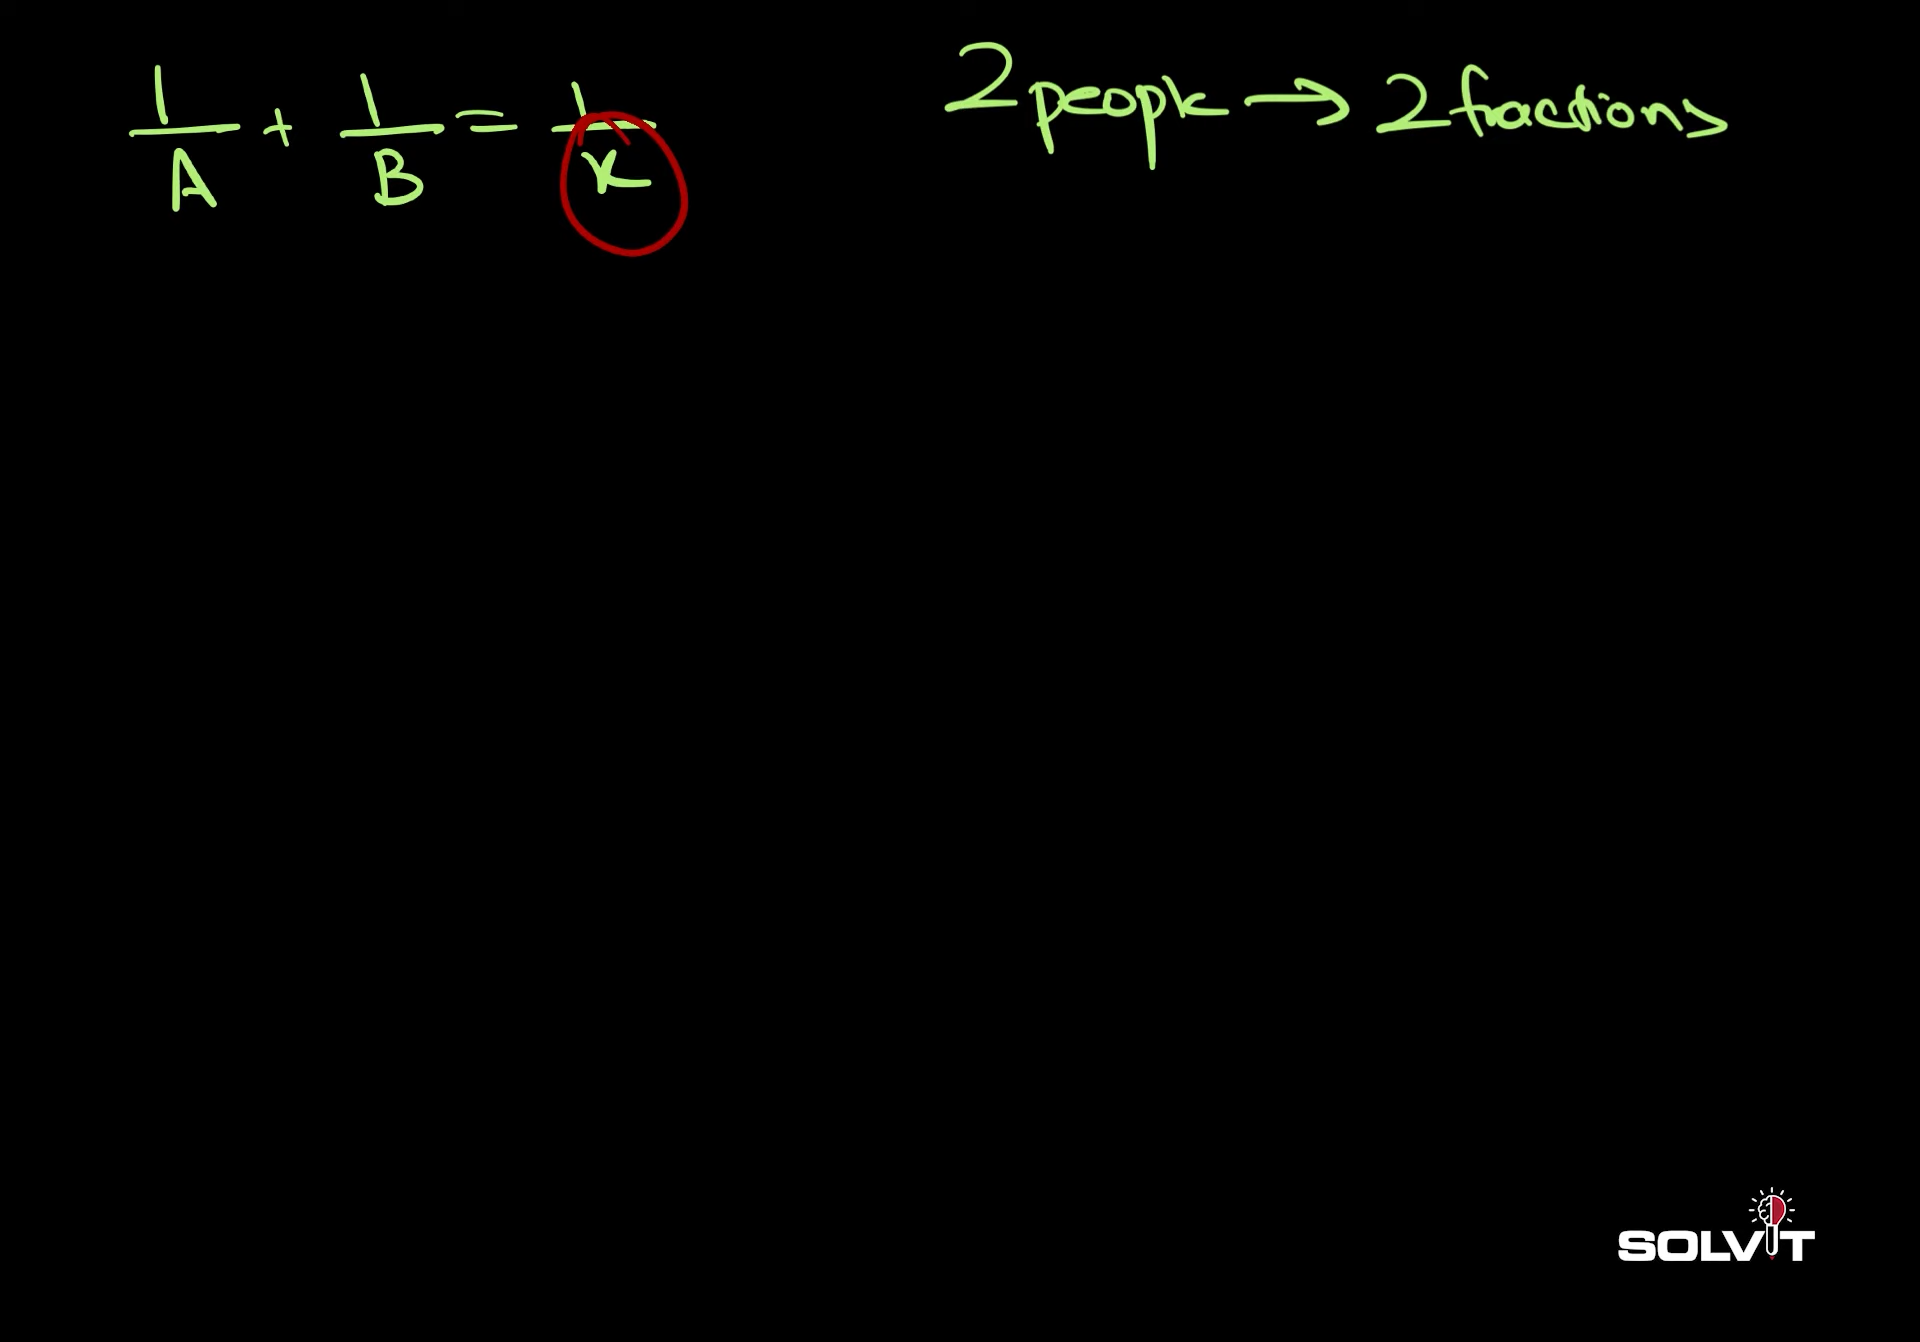 1/A + 1/B = 1/K
2 people → 2 fractions
SOLVIT